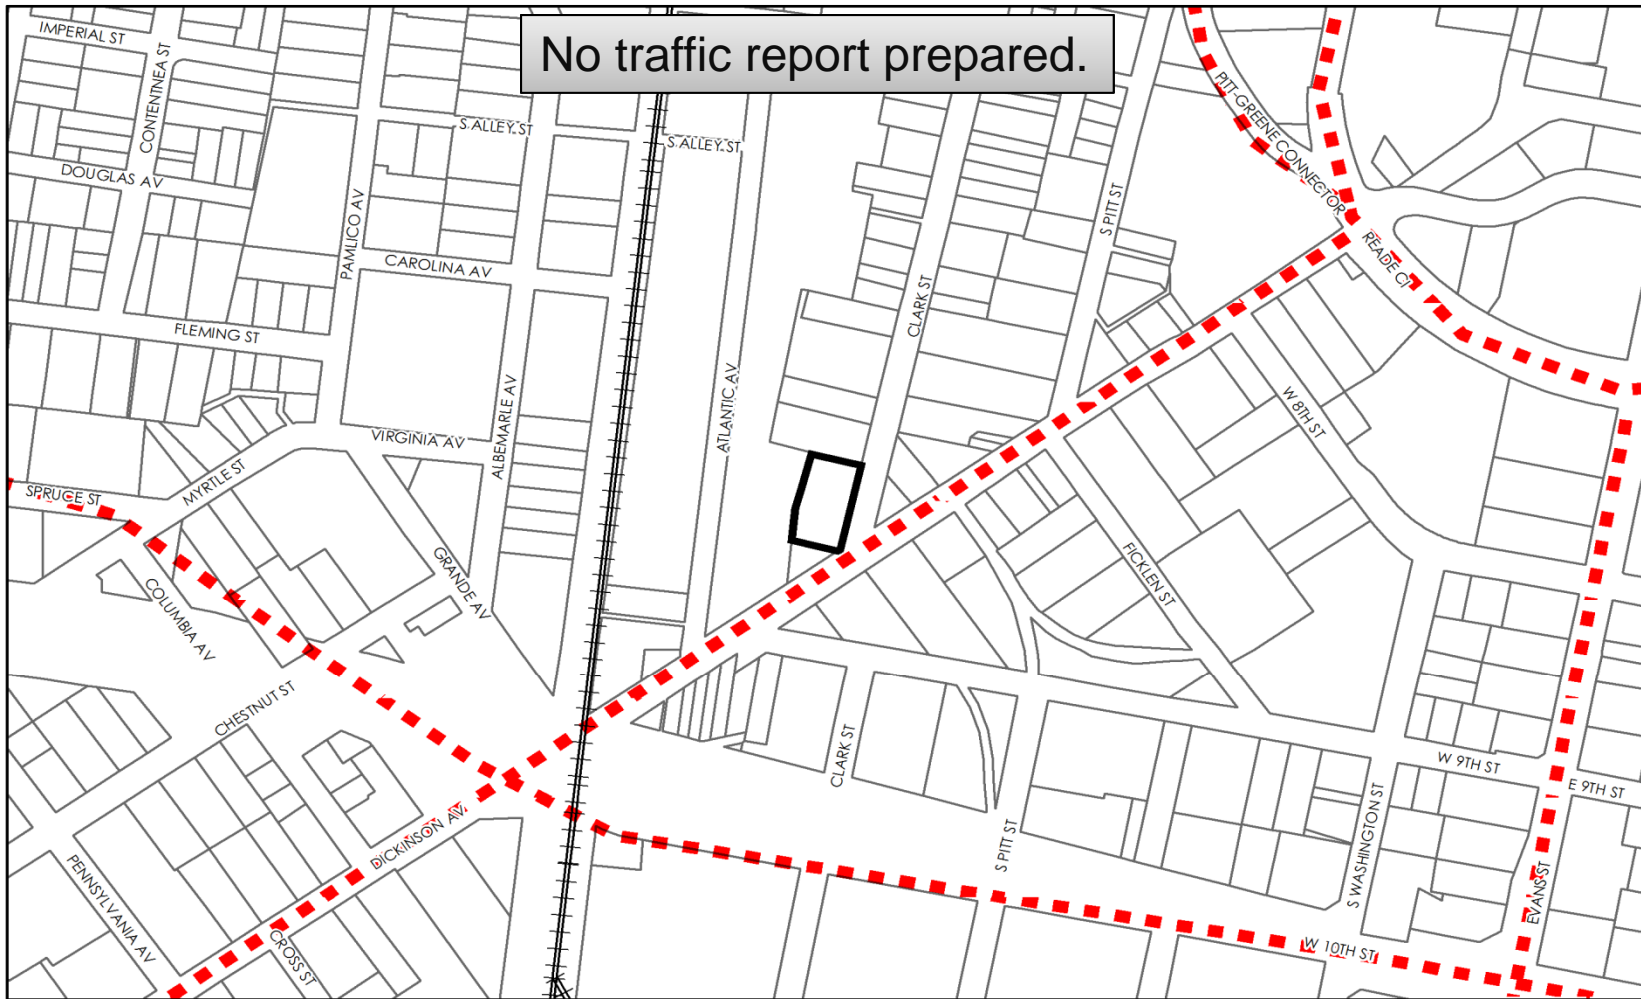 No traffic report prepared.
IMPERIAL ST
CONTENTNEA ST
S ALLEY ST
S ALLEY ST
PITT-GREENE CONNECTOR
DOUGLAS AV
PAMLICO AV
S PITT ST
READE CI
CAROLINA AV
CLARK ST
FLEMING ST
ATLANTIC AV
ALBEMARLE AV
VIRGINIA AV
W 8TH ST
MYRTLE ST
SPRUCE ST
GRANDE AV
FICKLEN ST
COLUMBIA AV
CHESTNUT ST
CLARK ST
W 9TH ST
E 9TH ST
DICKINSON AV
S PITT ST
S WASHINGTON ST
EVANS ST
PENNSYLVANIA AV
CROSS ST
W 10TH ST